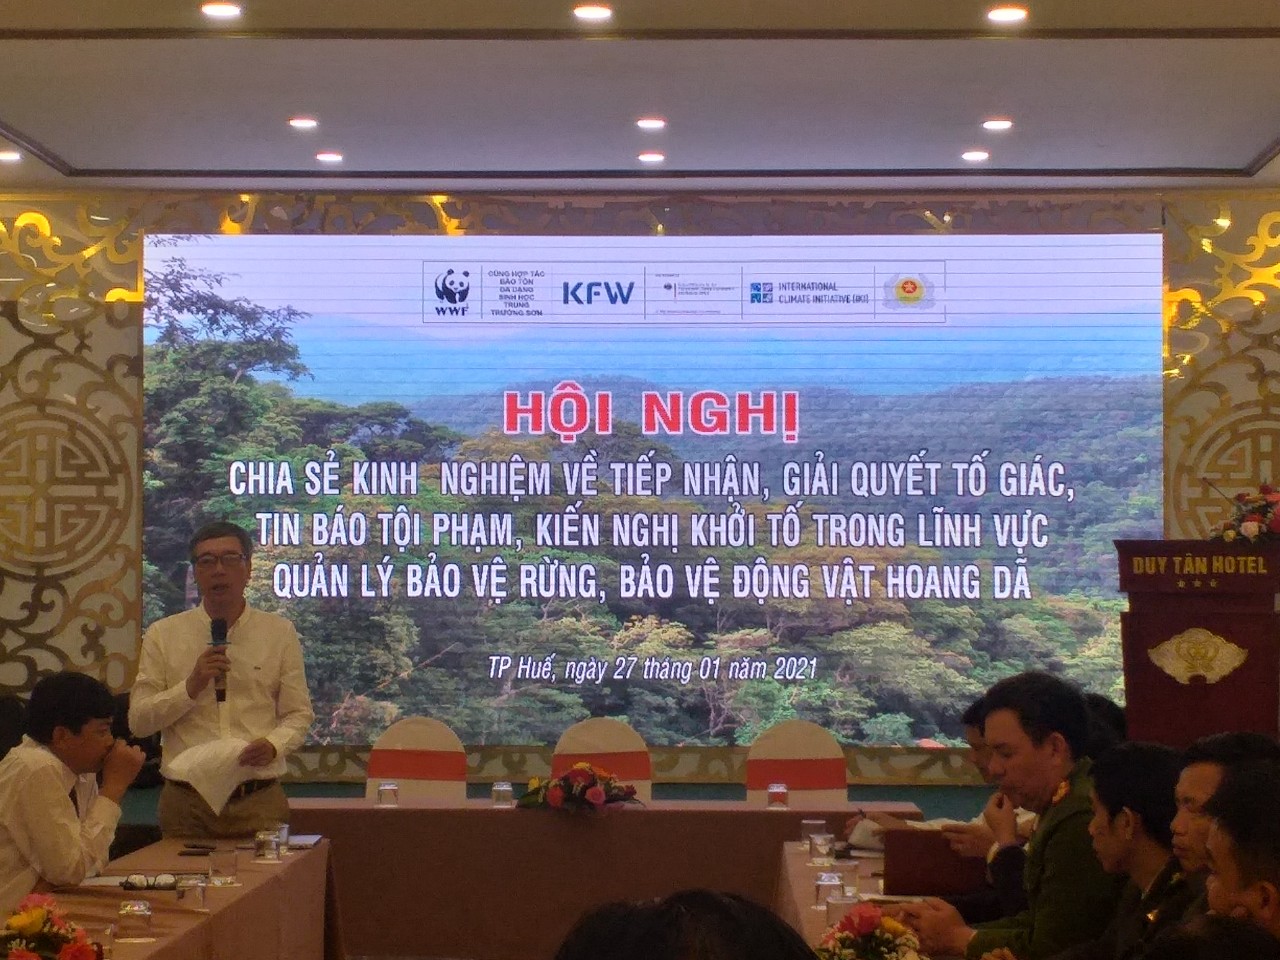 WWF
CÙNG HỢP TÁC
BẢO TỒN
ĐA DẠNG
SINH HỌC
TRUNG
TRƯỜNG SƠN
KFW
INTERNATIONAL
CLIMATE INITIATIVE (IKI)
HỘI NGHỊ
CHIA SẺ KINH NGHIỆM VỀ TIẾP NHẬN, GIẢI QUYẾT TỐ GIÁC,
TIN BÁO TỘI PHẠM, KIẾN NGHỊ KHỞI TỐ TRONG LĨNH VỰC
QUẢN LÝ BẢO VỆ RỪNG, BẢO VỆ ĐỘNG VẬT HOANG DÃ
TP Huế, ngày 27 tháng 01 năm 2021
DUY TÂN HOTEL